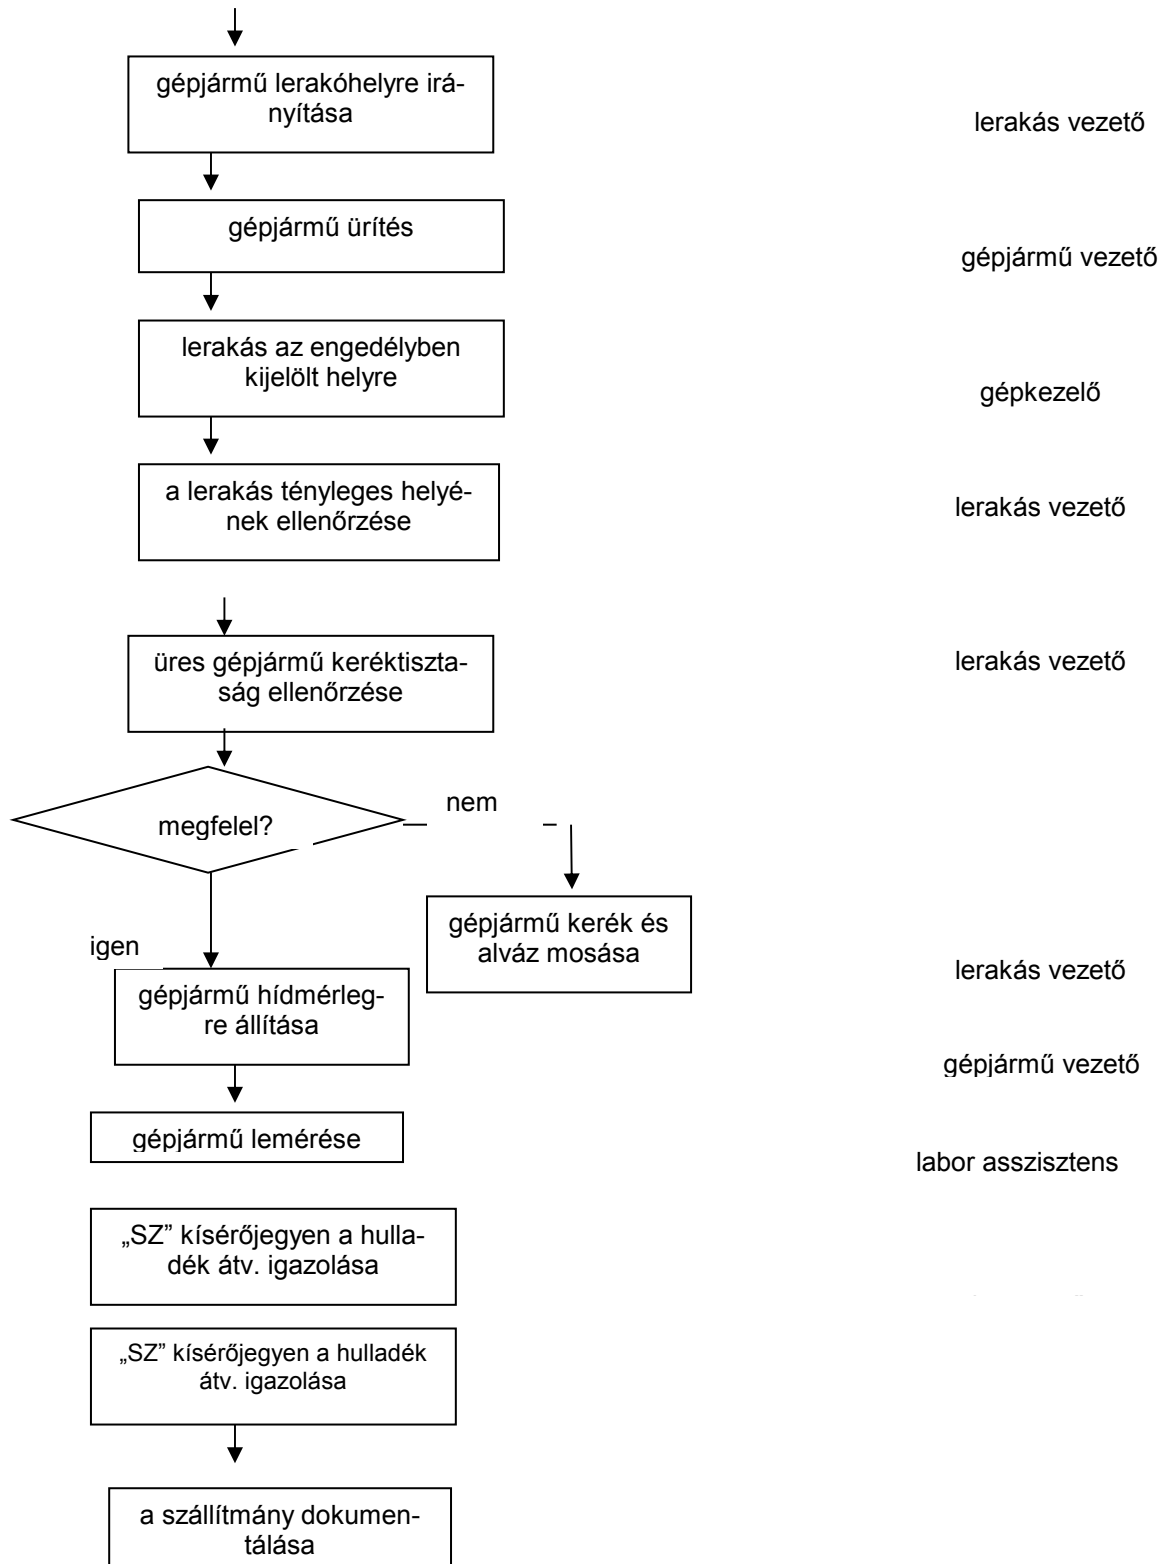 gépjármű lerakóhelyre irá-
nyítása
lerakás vezető
gépjármű ürítés
gépjármű vezető
lerakás az engedélyben
kijelölt helyre
gépkezelő
a lerakás tényleges helyé-
nek ellenőrzése
lerakás vezető
üres gépjármű keréktiszta-
ság ellenőrzése
lerakás vezető
megfelel?
nem
gépjármű kerék és
alváz mosása
igen
lerakás vezető
gépjármű hídmérleg-
re állítása
gépjármű vezető
gépjármű lemérése
labor asszisztens
„SZ” kísérőjegyen a hulla-
dék átv. igazolása
„SZ” kísérőjegyen a hulladék
átv. igazolása
a szállítmány dokumen-
tálása